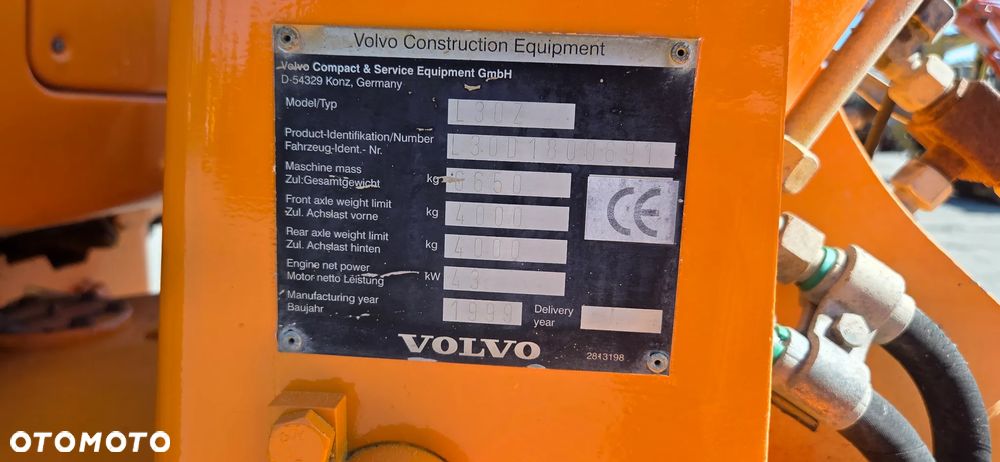 Volvo Construction Equipment
Volvo Compact & Service Equipment GmbH
D-54329 Konz, Germany
Model/Typ L30Z
Product-Identifikation/Number
Fahrzeug-Ident.- Nr. L30D1800691
Maschine mass
Zul:Gesamtgewicht kg 6650
Front axle weight limit
Zul. Achslast vorne kg 4000
Rear axle weight limit
Zul. Achslast hinten kg 4000
Engine net power
Motor netto Leistung kW 43
Manufacturing year
Baujahr 1999 Delivery
year
CE
VOLVO
2813198
OTOMOTO